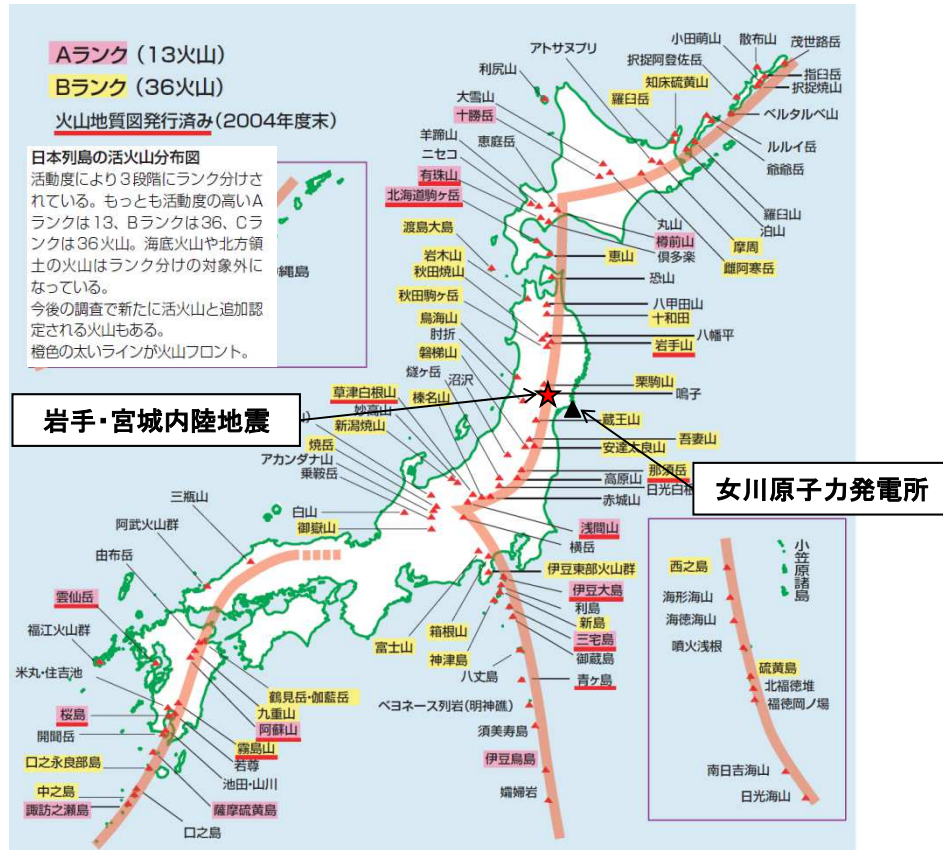 Aランク（13火山）
Bランク（36火山）
火山地質図発行済み（2004年度末）
日本列島の活火山分布図
活動度により３段階にランク分けさ
れている。もっとも活動度の高いA
ランクは13、Bランクは36、Cラ
ンクは36火山。海底火山や北方領
土の火山はランク分けの対象外に
なっている。
今後の調査で新たに活火山と追加認
定される火山もある。
橙色の太いラインが火山フロント。
縄島
小田萌山
散布山
茂世路岳
アトサヌプリ
択捉阿登佐岳
指臼岳
択捉焼山
利尻山
知床硫黄山
羅臼岳
ベルタルベ山
大雪山
十勝岳
ルルイ岳
爺爺岳
羊蹄山
恵庭岳
ニセコ
有珠山
北海道駒ヶ岳
羅臼山
泊山
丸山
樽前山
倶多楽
摩周
雌阿寒岳
渡島大島
恵山
岩木山
恐山
秋田焼山
八甲田山
秋田駒ヶ岳
十和田
鳥海山
八幡平
肘折
岩手山
磐梯山
燧ヶ岳
沼沢
栗駒山
鳴子
草津白根山
榛名山
妙高山
新潟焼山
蔵王山
岩手・宮城内陸地震
吾妻山
安達太良山
焼岳
アカンダナ山
乗鞍岳
那須岳
高原山
日光白根
赤城山
女川原子力発電所
三瓶山
白山
御嶽山
浅間山
横岳
阿武火山群
由布岳
伊豆東部火山群
雲仙岳
伊豆大島
利島
新島
福江火山群
富士山
箱根山
神津島
三宅島
御蔵島
米丸・住吉池
八丈島
青ヶ島
鶴見岳・伽藍岳
九重山
阿蘇山
桜島
ベヨネース列岩（明神礁）
開聞岳
霧島山
若尊
須美寿島
口之永良部島
池田・山川
伊豆鳥島
中之島
諏訪之瀬島
薩摩硫黄島
孀婦岩
口之島
小笠原諸島
西之島
海形海山
海徳海山
噴火浅根
硫黄島
北福徳堆
福徳岡ノ場
南日吉海山
日光海山